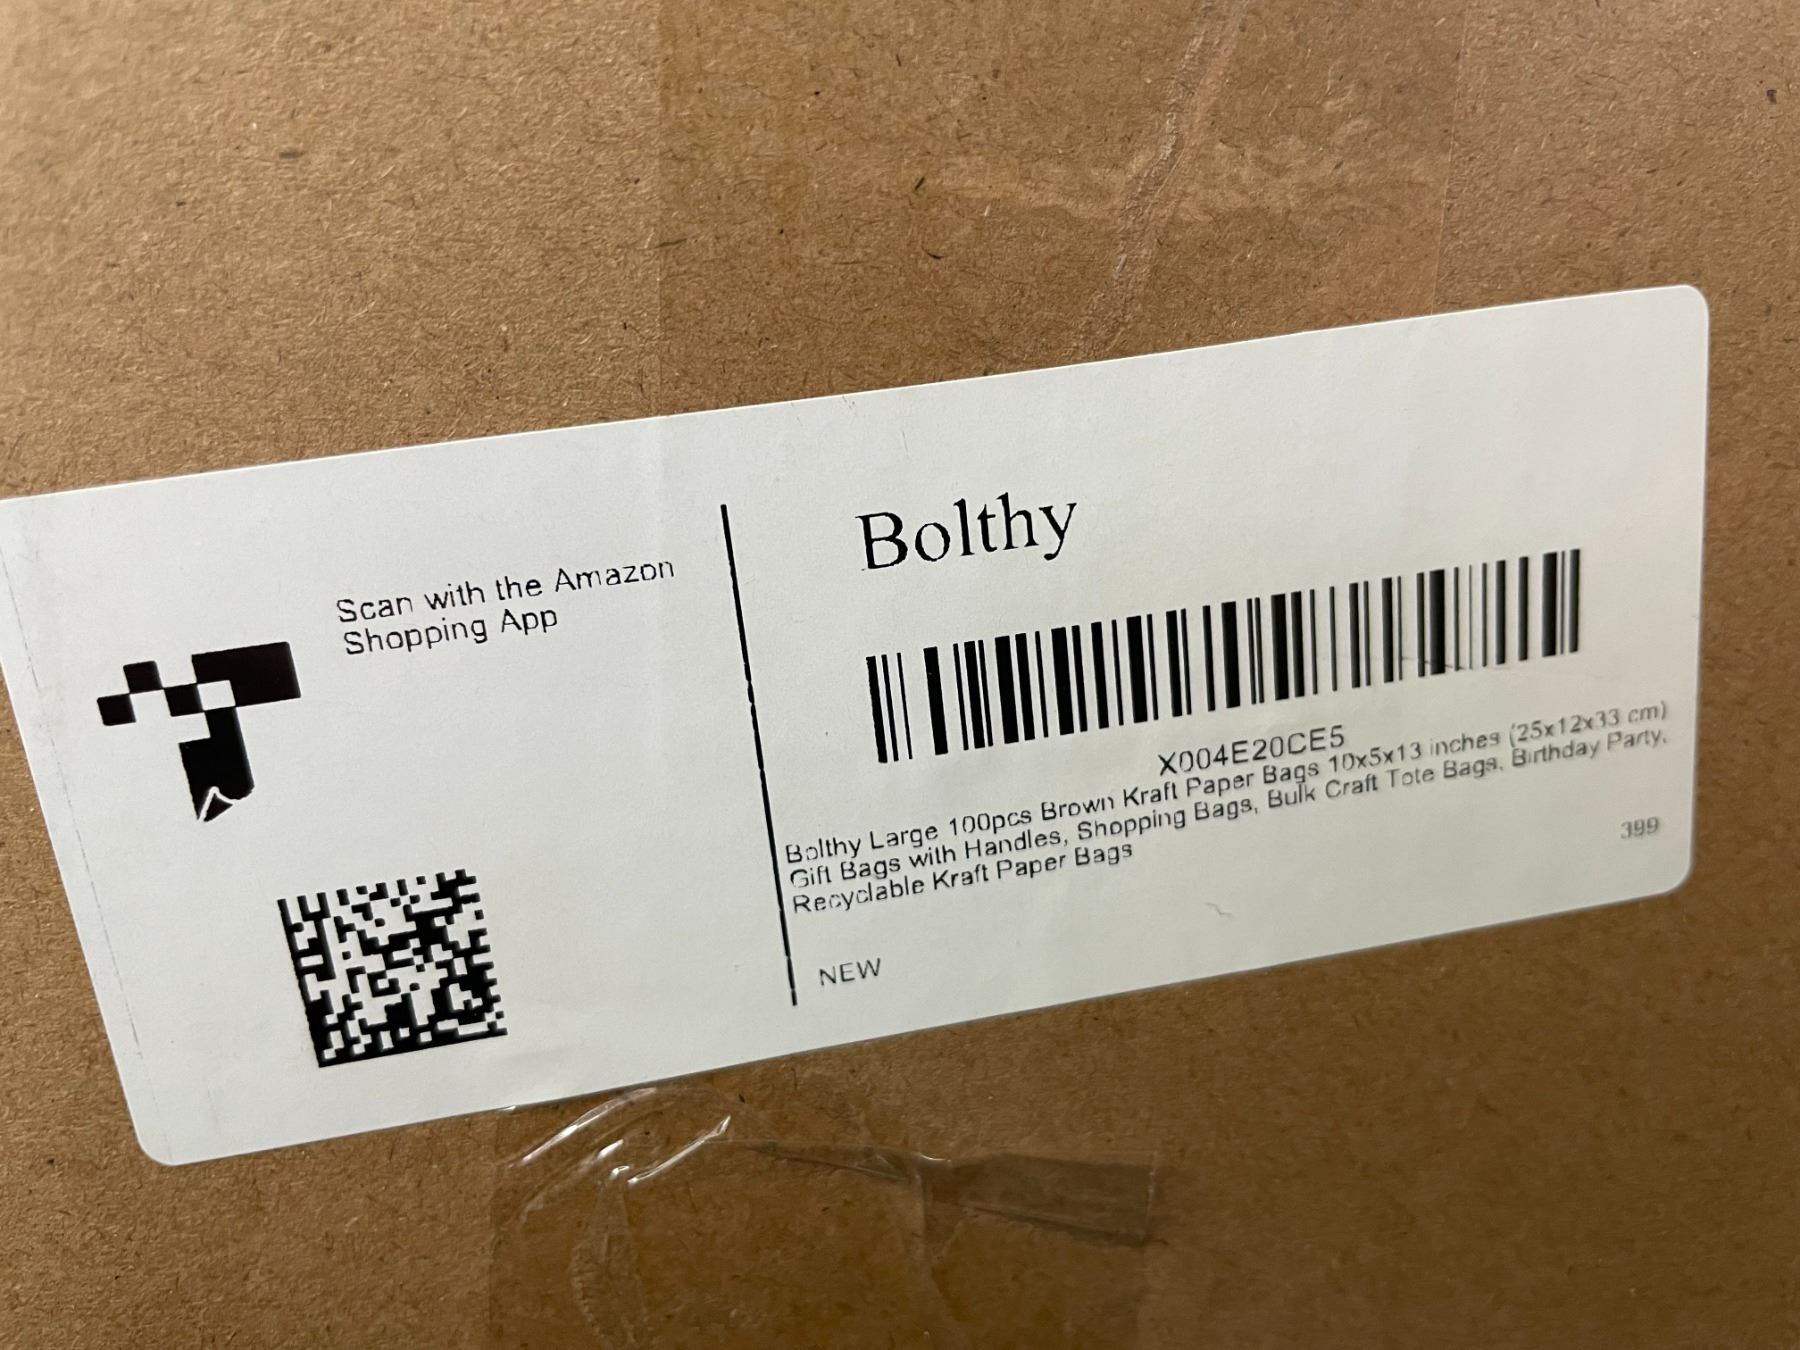 Scan with the Amazon
Shopping App
Bolthy
X004E20CE5
Bolthy Large 100pcs Brown Kraft Paper Bags 10x5x13 inches (25x12x33 cm)
Gift Bags with Handles, Shopping Bags, Bulk Craft Tote Bags, Birthday Party,
Recyclable Kraft Paper Bags
399
NEW